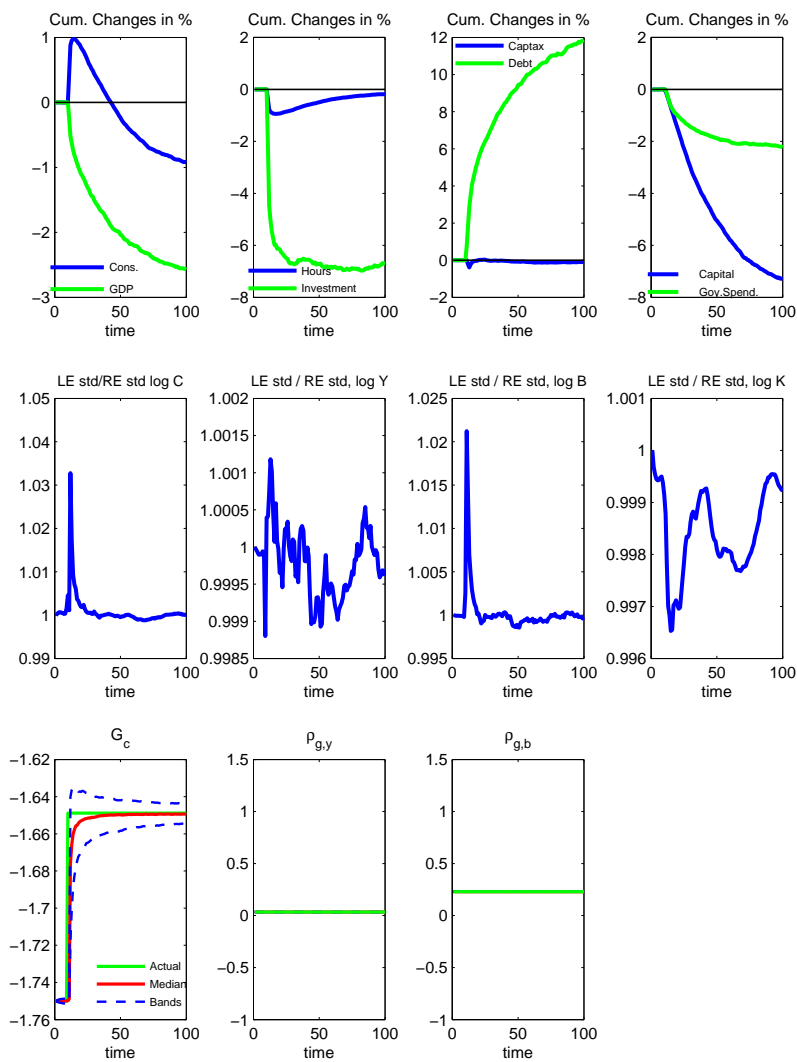 Cum. Changes in % Cum. Changes in % Cum. Changes in % Cum. Changes in %
1
0
−1
−2
−3
0 50 100
time
Cons.
GDP
2
0
−2
−4
−6
−8
0 50 100
time
Hours
Investment
12
10
8
6
4
2
0
−2
0 50 100
time
Captax
Debt
2
0
−2
−4
−6
−8
0 50 100
time
Capital
Gov.Spend.
LE std/RE std log C
1.05
1.04
1.03
1.02
1.01
1
0.99
0 50 100
time
LE std / RE std, log Y
1.002
1.0015
1.001
1.0005
1
0.9995
0.999
0.9985
0 50 100
time
LE std / RE std, log B
1.025
1.02
1.015
1.01
1.005
1
0.995
0 50 100
time
LE std / RE std, log K
1.001
1
0.999
0.998
0.997
0.996
0 50 100
time
G_c
−1.62
−1.64
−1.66
−1.68
−1.7
−1.72
−1.74
−1.76
0 50 100
time
Actual
Median
Bands
ρ_g,y
1.5
1
0.5
0
−0.5
−1
0 50 100
time
ρ_g,b
1.5
1
0.5
0
−0.5
−1
0 50 100
time